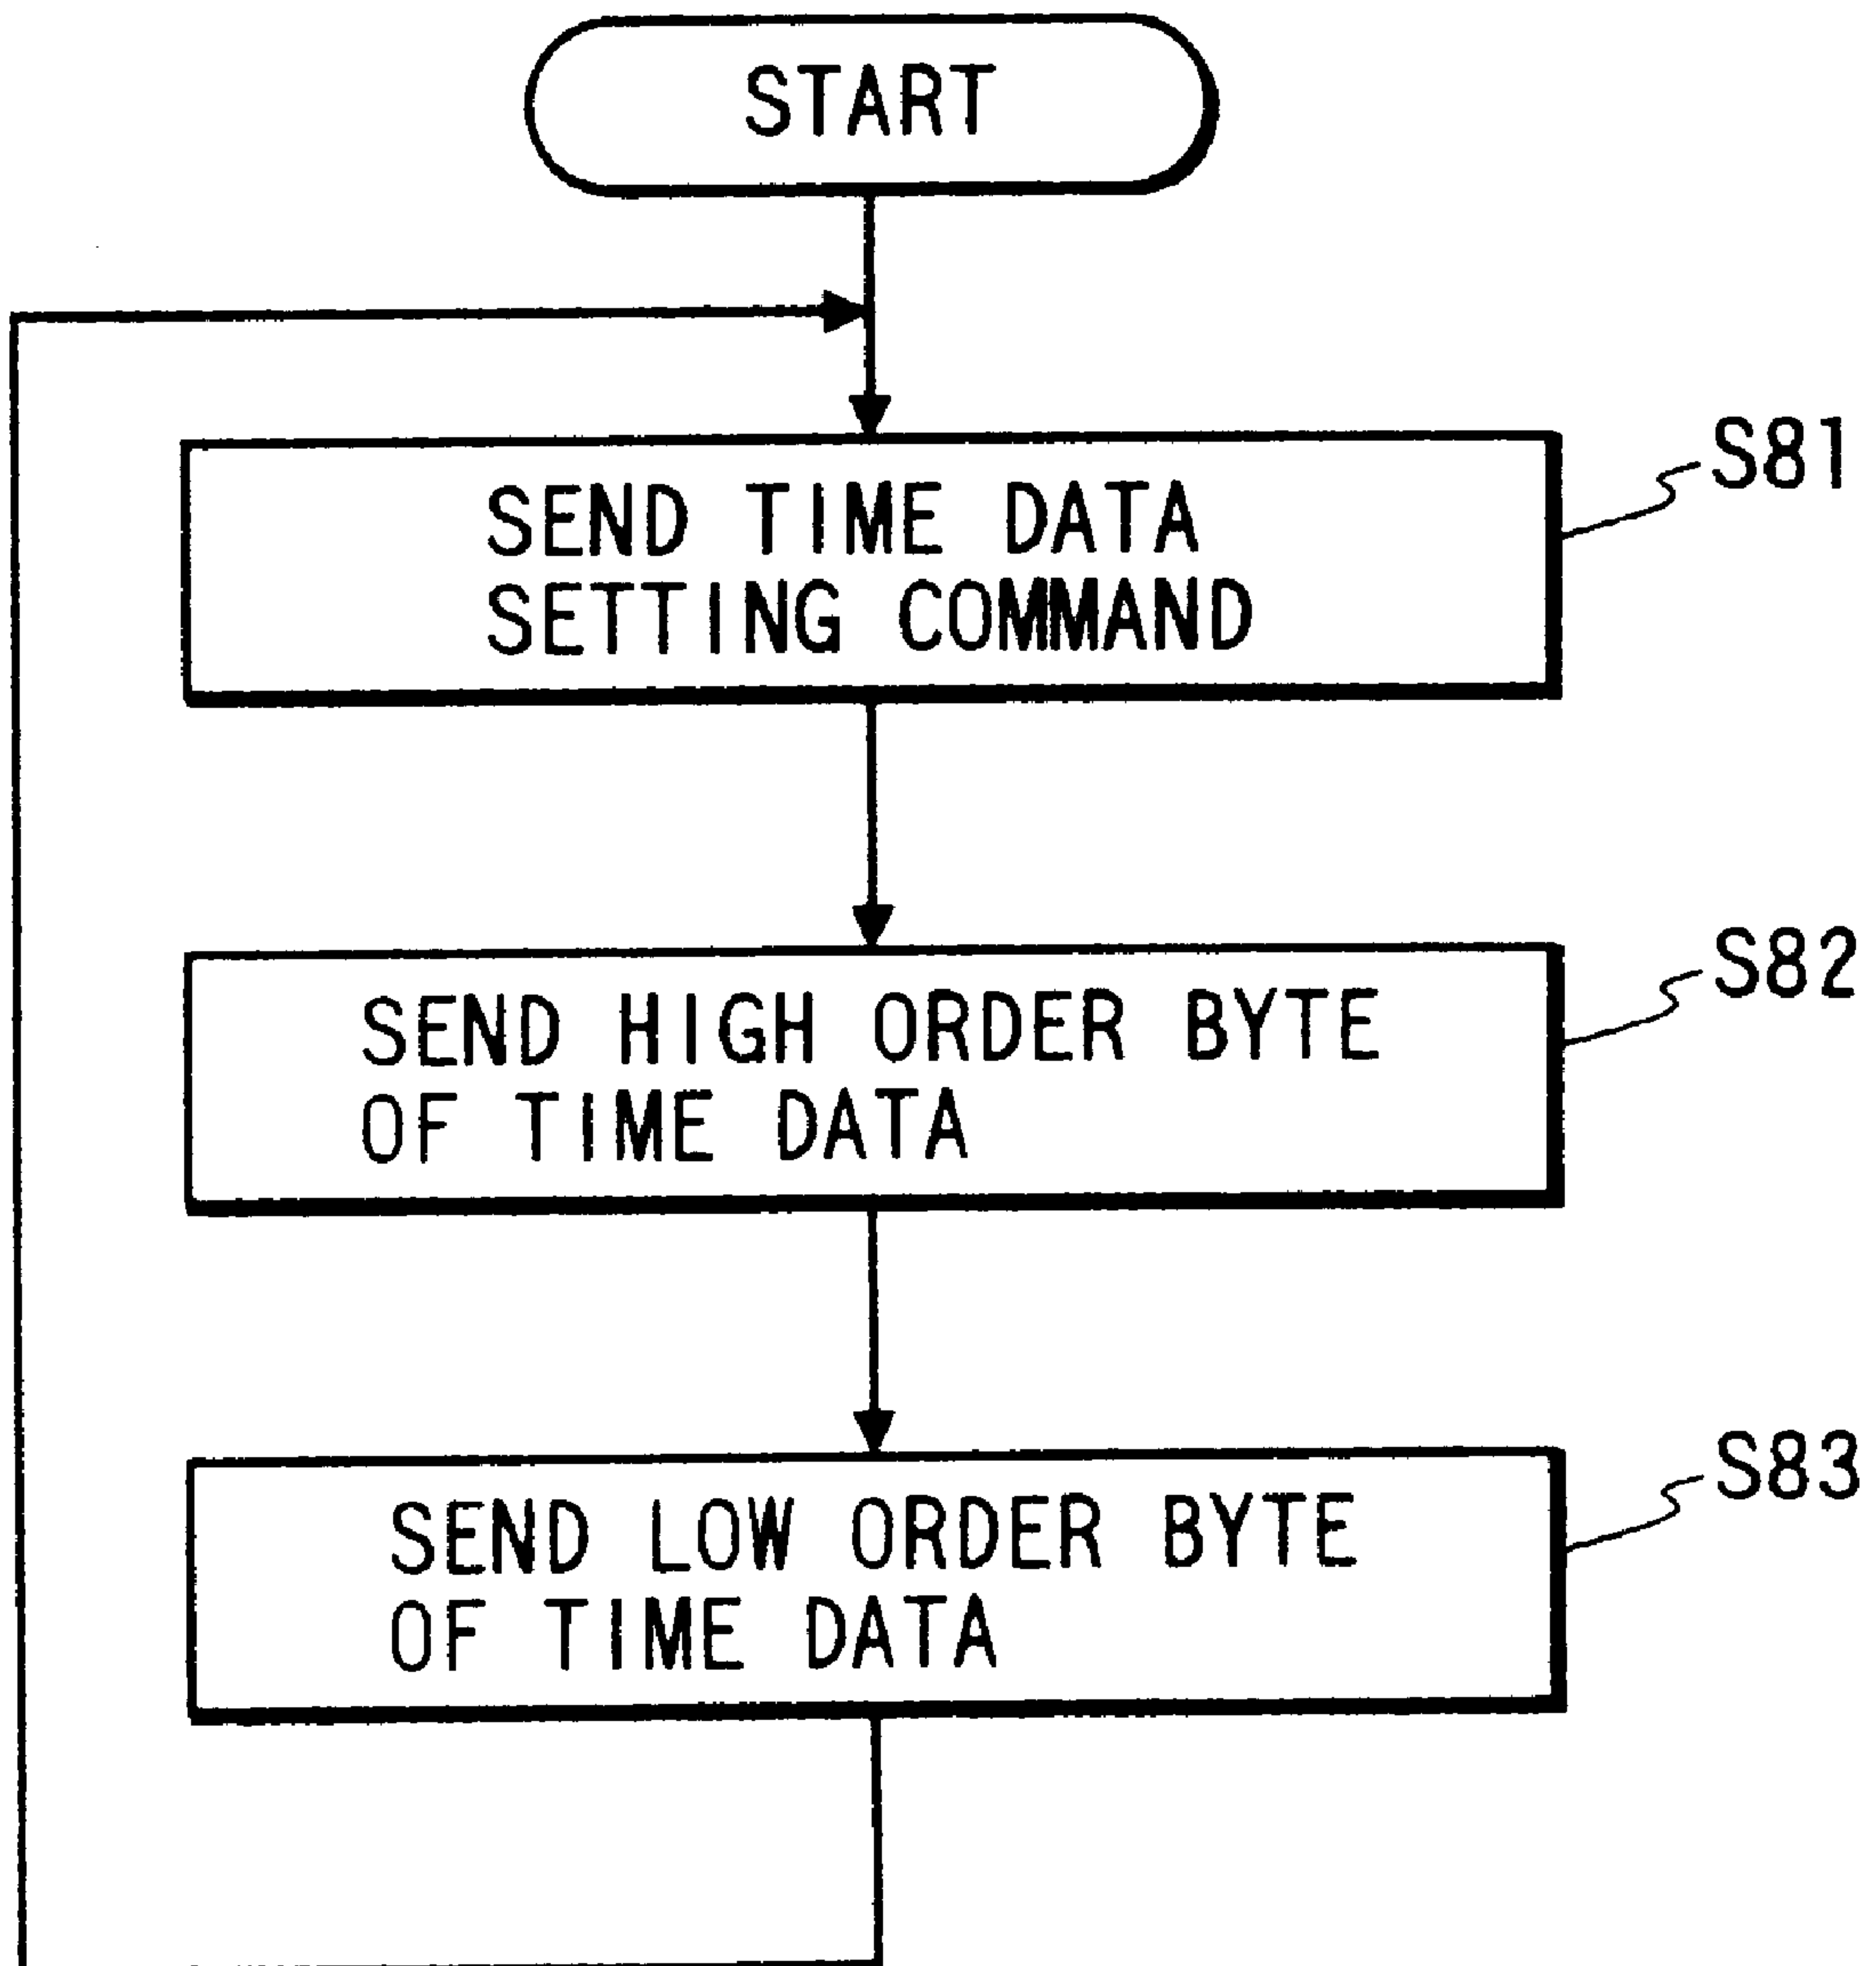 START
S81
SEND TIME DATA
SETTING COMMAND
S82
SEND HIGH ORDER BYTE
OF TIME DATA
S83
SEND LOW ORDER BYTE
OF TIME DATA